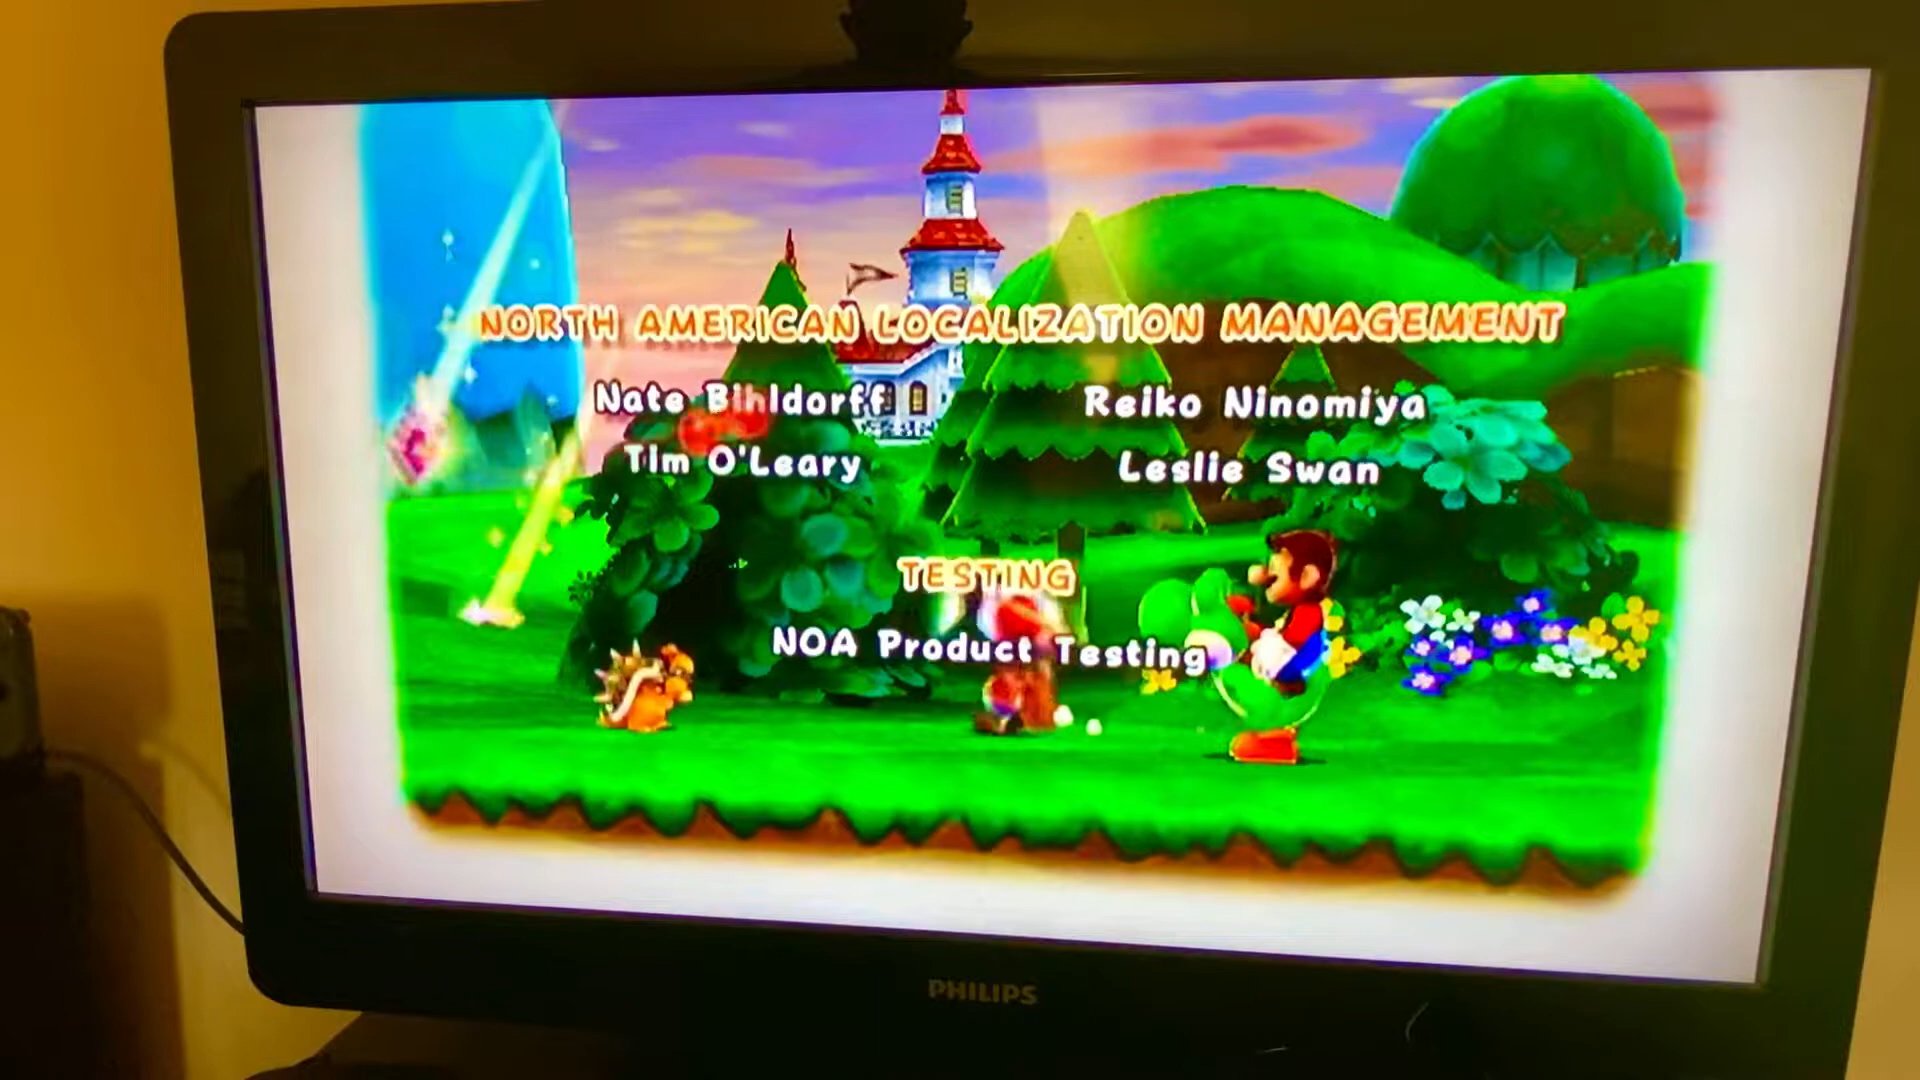 NORTH AMERICAN LOCALIZATION MANAGEMENT
Nate Bihldorff Reiko Ninomiya
Tim O'Leary Leslie Swan
TESTING
NOA Product Testing
PHILIPS